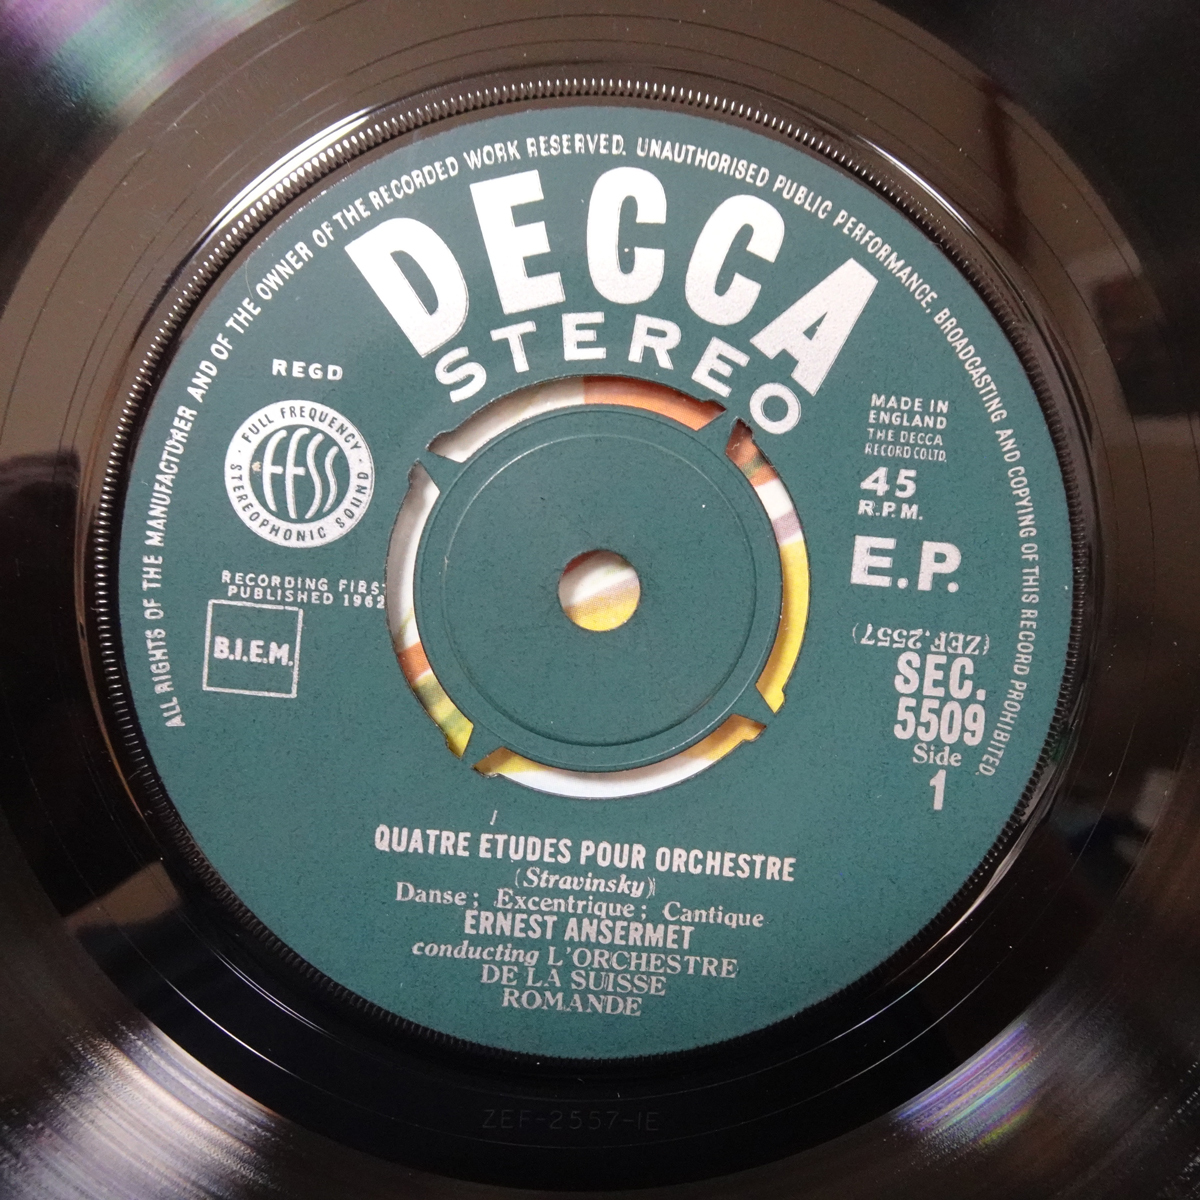 ALL RIGHTS OF THE MANUFACTURER AND OF THE OWNER OF THE RECORDED WORK RESERVED. UNAUTHORISED PUBLIC PERFORMANCE, BROADCASTING AND COPYING OF THIS RECORD PROHIBITED.
DECCA
STEREO
REGD
FULL FREQUENCY
FFSS
STEREOPHONIC SOUND
RECORDING FIRST
PUBLISHED 1962
B.I.E.M.
MADE IN
ENGLAND
THE DECCA
RECORD CO LTD.
45
R.P.M.
E.P.
(ZEF.2557)
SEC.
5509
Side
1
QUATRE ÉTUDES POUR ORCHESTRE
(Stravinsky)
Danse; Excentrique; Cantique
ERNEST ANSERMET
conducting L'ORCHESTRE
DE LA SUISSE
ROMANDE
ZEF-2557-1E